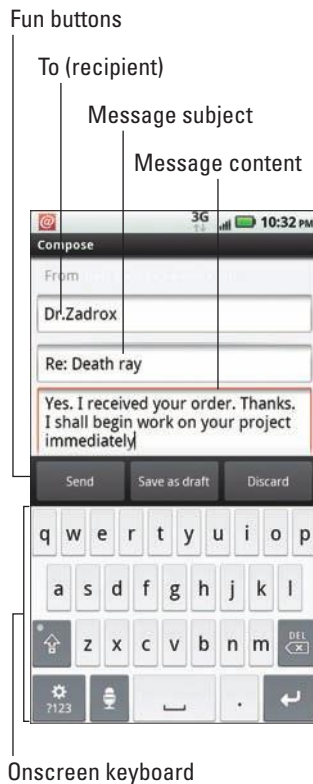 Fun buttons
To (recipient)
Message subject
Message content
3G 10:32 PM
Compose
From
Dr.Zadrox
Re: Death ray
Yes. I received your order. Thanks.
I shall begin work on your project
immediately
Send Save as draft Discard
q w e r t y u i o p
a s d f g h j k l
z x c v b n m DEL
?123 .
Onscreen keyboard